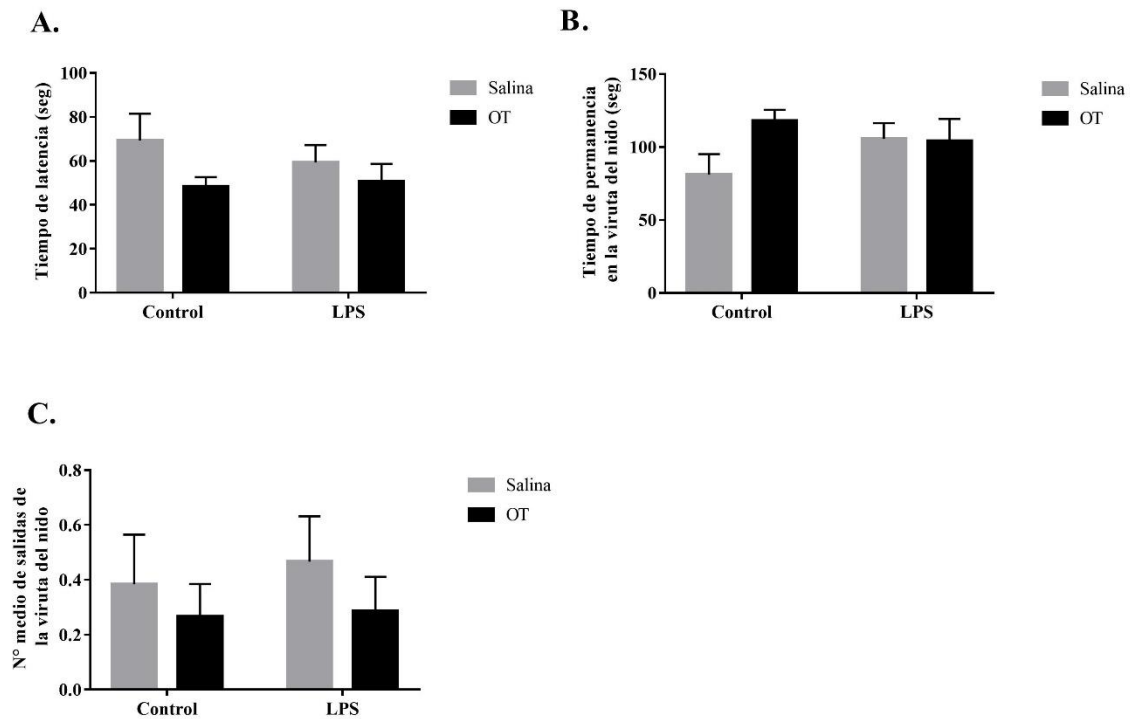 A.
Tiempo de latencia (seg)
100
80
60
40
20
0
Control
LPS
Salina
OT
B.
Tiempo de permanencia
en la viruta del nido (seg)
150
100
50
0
Control
LPS
Salina
OT
C.
N° medio de salidas de
la viruta del nido
0.8
0.6
0.4
0.2
0.0
Control
LPS
Salina
OT